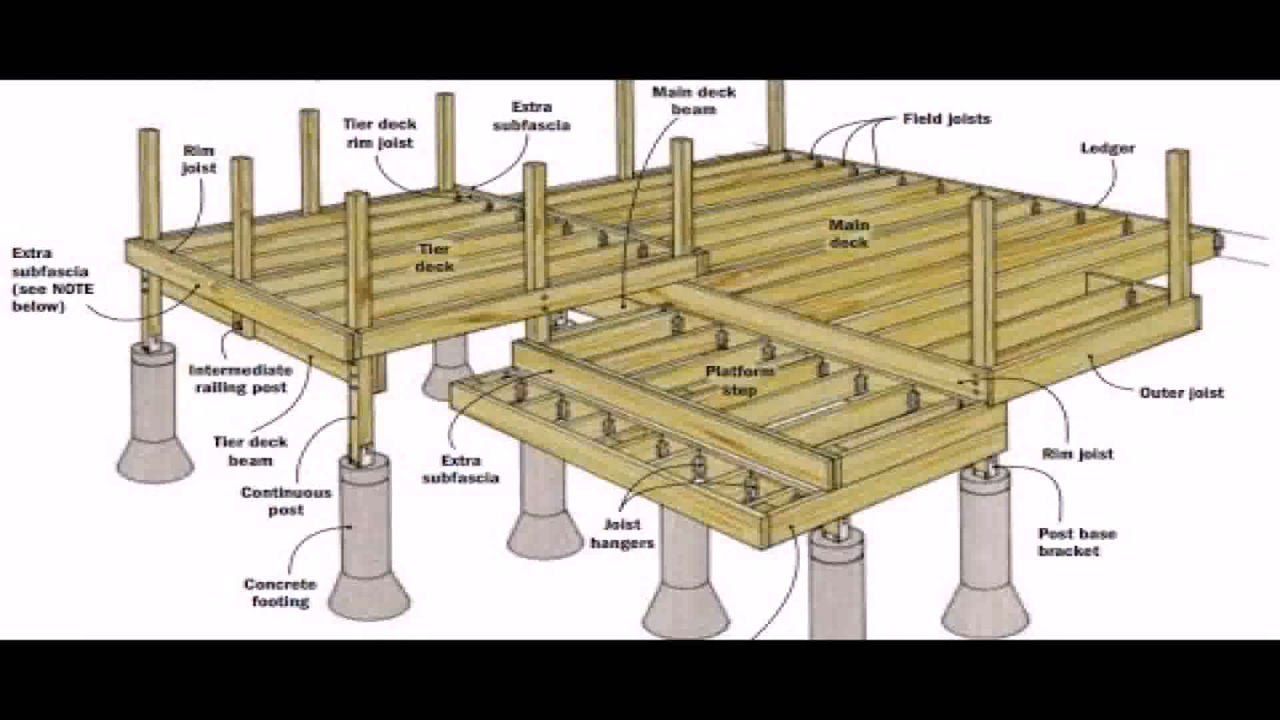 Main deck
beam
Extra
subfascia
Tier deck
rim joist
Field joists
Rim
joist
Ledger
Main
deck
Tier
deck
Extra
subfascia
(see NOTE
below)
Intermediate
railing post
Platform
step
Outer joist
Tier deck
beam
Extra
subfascia
Rim joist
Continuous
post
Joist
hangers
Post base
bracket
Concrete
footing